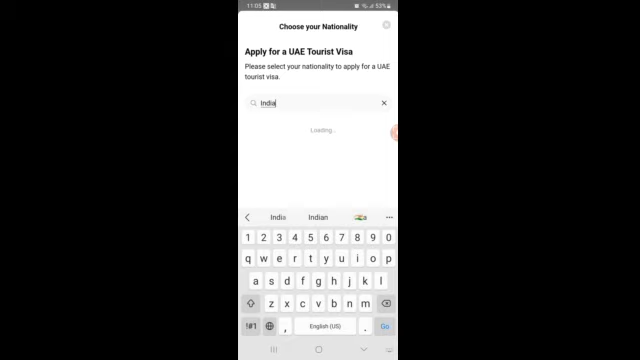 11:05 53%
Choose your Nationality
Apply for a UAE Tourist Visa
Please select your nationality to apply for a UAE
tourist visa.
India
Loading...
India Indian
1 2 3 4 5 6 7 8 9 0
q w e r t y u i o p
a s d f g h j k l
z x c v b n m
!#1 , English (US) . Go